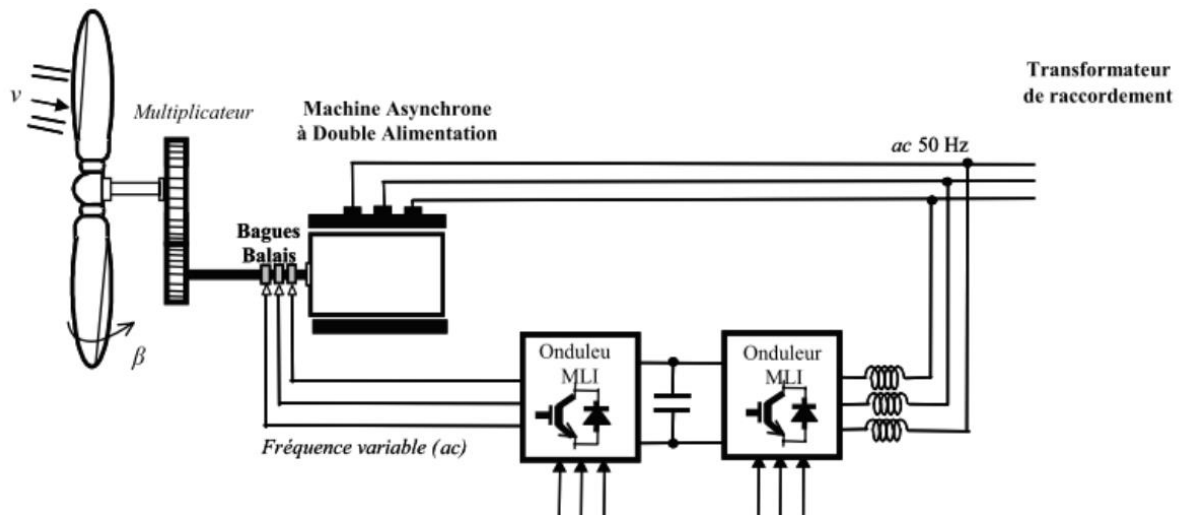 Transformateur
de raccordement
Machine Asynchrone
à Double Alimentation
Multiplicateur
v
ac 50 Hz
Bagues
Balais
β
Onduleu
MLI
Onduleur
MLI
Fréquence variable (ac)